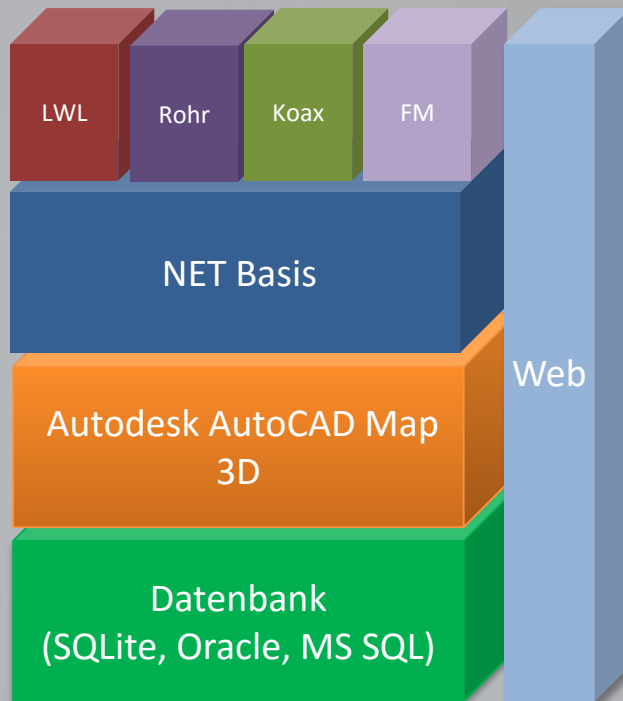 LWL
Rohr
Koax
FM
NET Basis
Web
Autodesk AutoCAD Map
3D
Datenbank
(SQLite, Oracle, MS SQL)